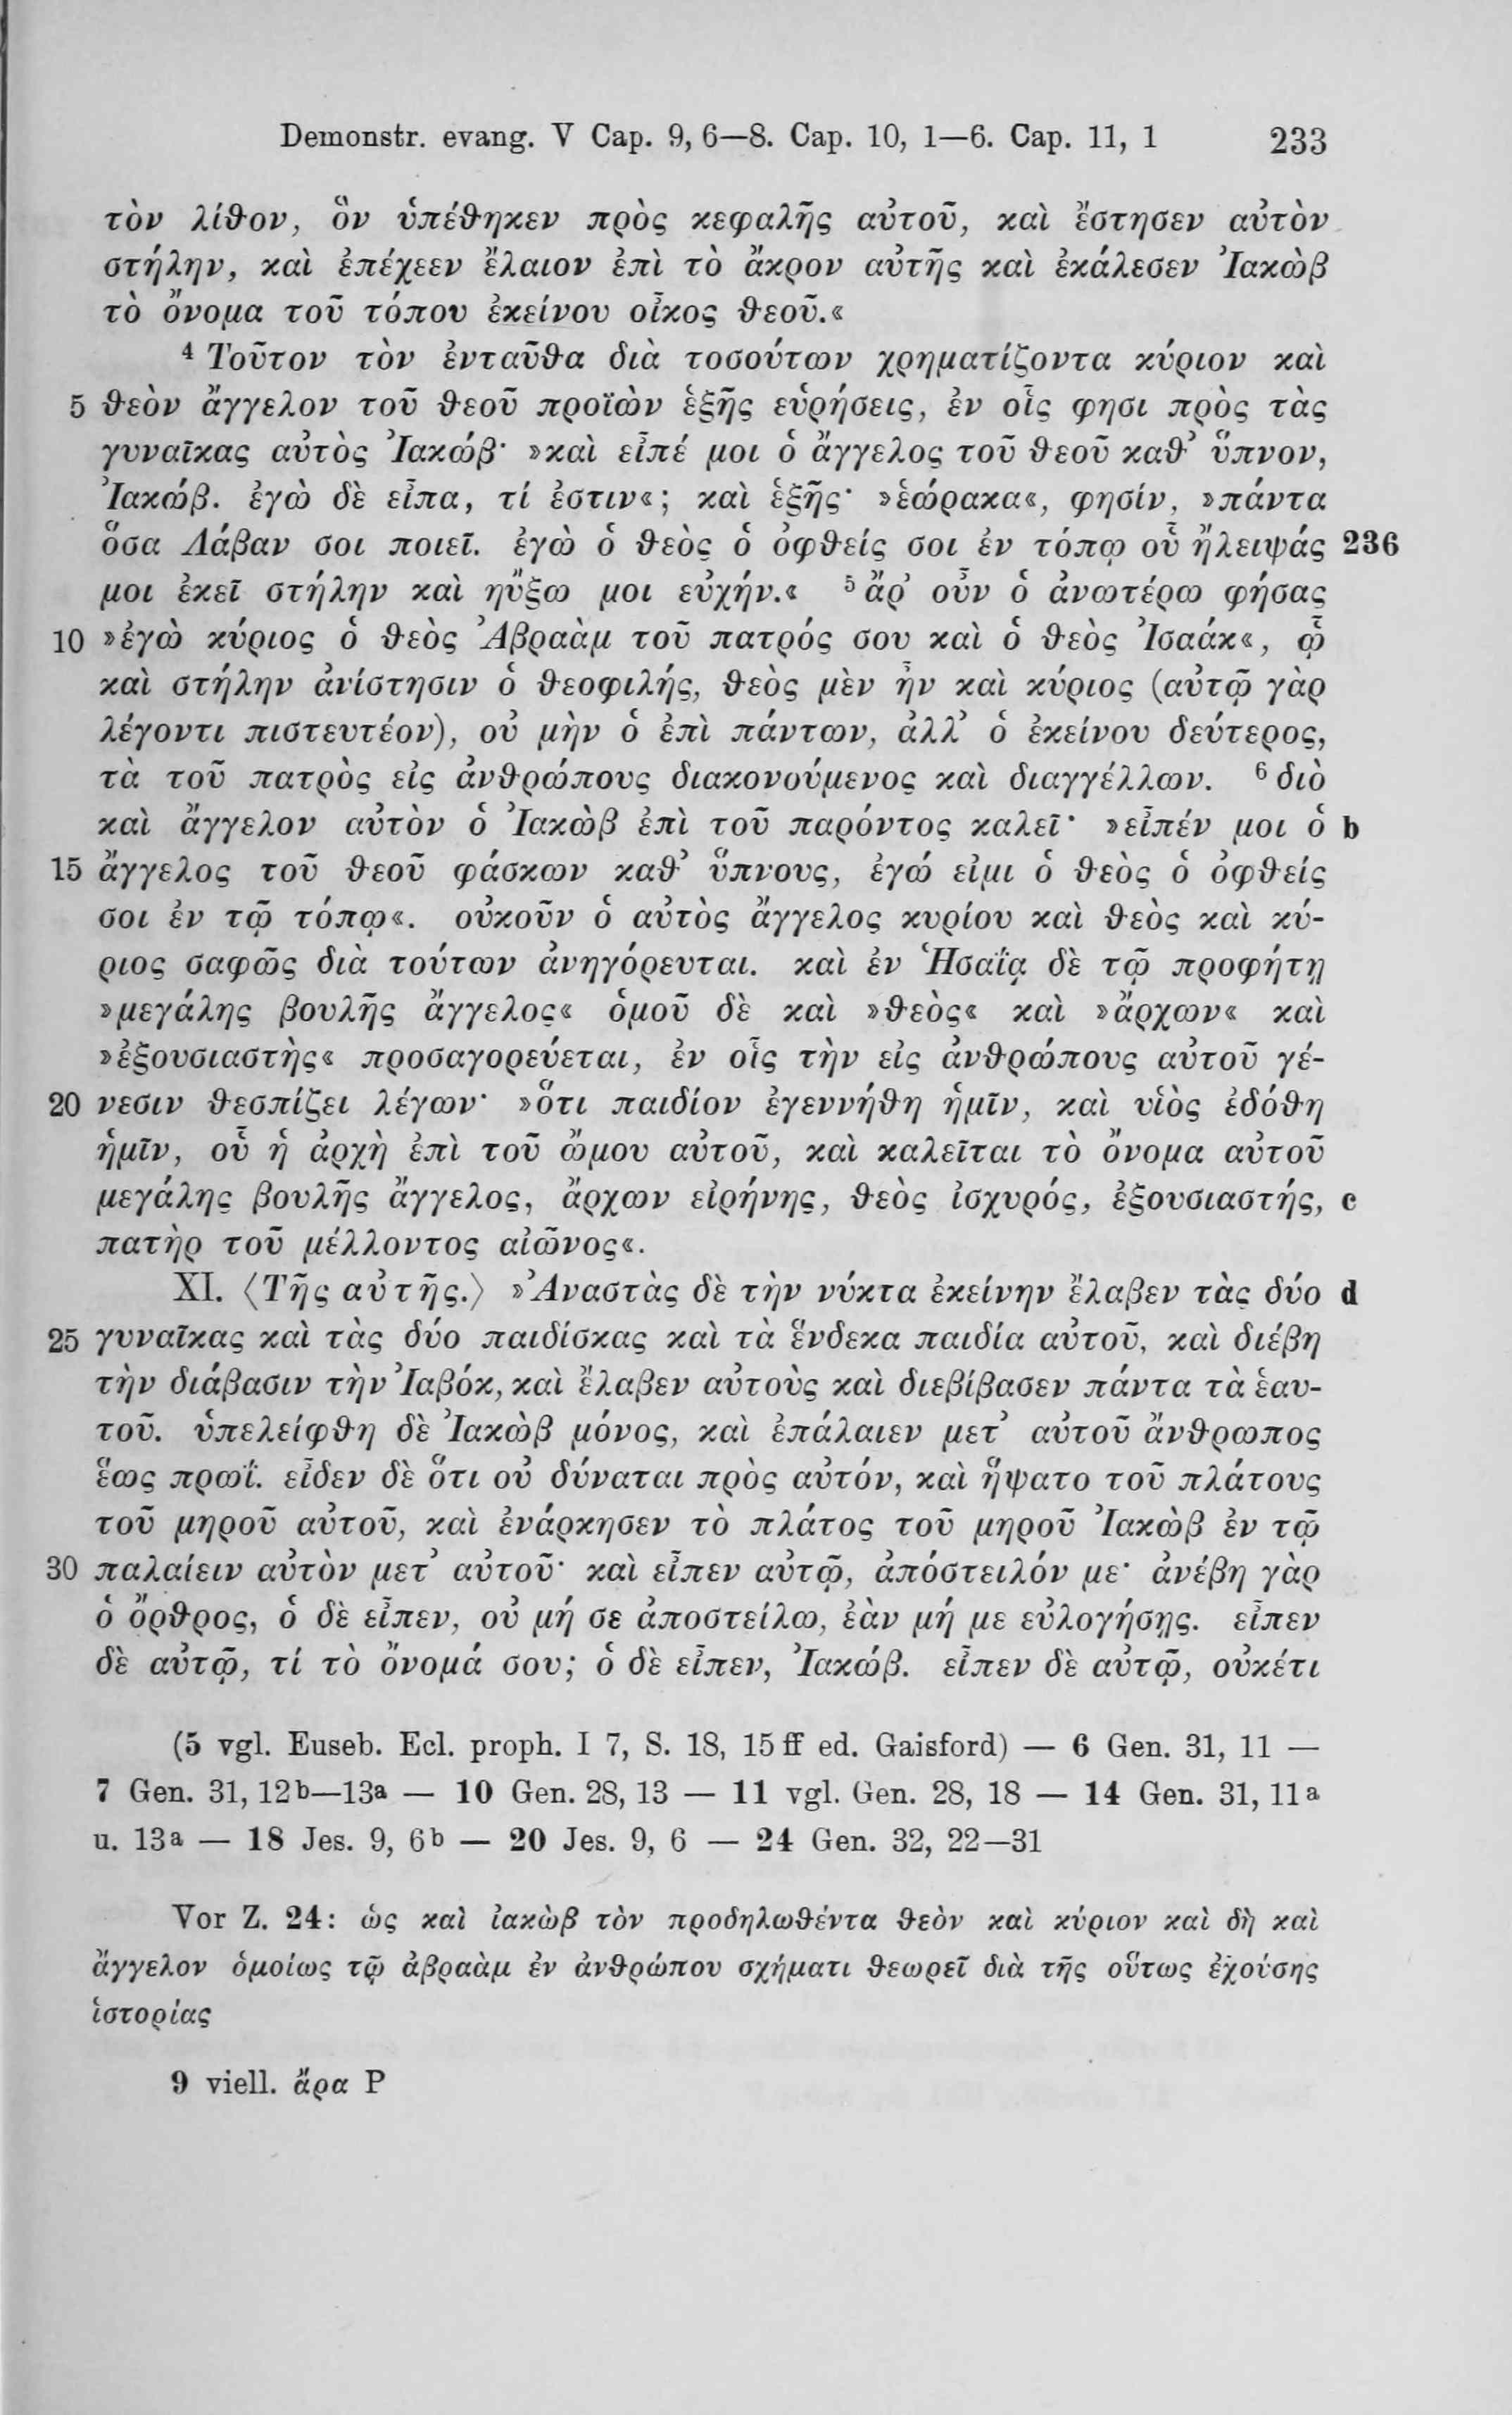 Demonstr. evang. V Cap. 9, 6—8. Cap. 10, 1—6. Cap. 11, 1 233
τὸν λίθον, ὃν ὑπέθηκεν πρὸς κεφαλῆς αὐτοῦ, καὶ ἔστησεν αὐτὸν
στήλην, καὶ ἐπέχεεν ἔλαιον ἐπὶ τὸ ἄκρον αὐτῆς καὶ ἐκάλεσεν Ἰακὼβ
τὸ ὄνομα τοῦ τόπου ἐκείνου οἶκος θεοῦ.«
⁴ Τοῦτον τὸν ἐνταῦθα διὰ τοσούτων χρηματίζοντα κύριον καὶ
5 θεὸν ἄγγελον τοῦ θεοῦ προϊὼν ἑξῆς εὑρήσεις, ἐν οἷς φησι πρὸς τὰς
γυναῖκας αὐτὸς Ἰακώβ· »καὶ εἶπέ μοι ὁ ἄγγελος τοῦ θεοῦ καθ’ ὕπνον,
Ἰακώβ. ἐγὼ δὲ εἶπα, τί ἐστιν«; καὶ ἑξῆς· »ἑώρακα«, φησίν, »πάντα
ὅσα Λάβαν σοι ποιεῖ. ἐγὼ ὁ θεὸς ὁ ὀφθείς σοι ἐν τόπῳ οὗ ἤλειψάς 236
μοι ἐκεῖ στήλην καὶ ηὔξω μοι εὐχήν.« ⁵ ἆρ’ οὖν ὁ ἀνωτέρω φήσας
10 »ἐγὼ κύριος ὁ θεὸς Ἀβραὰμ τοῦ πατρός σου καὶ ὁ θεὸς Ἰσαάκ«, ᾧ
καὶ στήλην ἀνίστησιν ὁ θεοφιλής, θεὸς μὲν ἦν καὶ κύριος (αὐτῷ γὰρ
λέγοντι πιστευτέον), οὐ μὴν ὁ ἐπὶ πάντων, ἀλλ’ ὁ ἐκείνου δεύτερος,
τὰ τοῦ πατρὸς εἰς ἀνθρώπους διακονούμενος καὶ διαγγέλλων. ⁶ διὸ
καὶ ἄγγελον αὐτὸν ὁ Ἰακὼβ ἐπὶ τοῦ παρόντος καλεῖ· »εἶπέν μοι ὁ b
15 ἄγγελος τοῦ θεοῦ φάσκων καθ’ ὕπνους, ἐγώ εἰμι ὁ θεὸς ὁ ὀφθείς
σοι ἐν τῷ τόπῳ«. οὐκοῦν ὁ αὐτὸς ἄγγελος κυρίου καὶ θεὸς καὶ κύ-
ριος σαφῶς διὰ τούτων ἀνηγόρευται. καὶ ἐν Ἡσαΐᾳ δὲ τῷ προφήτῃ
»μεγάλης βουλῆς ἄγγελος« ὁμοῦ δὲ καὶ »θεὸς« καὶ »ἄρχων« καὶ
»ἐξουσιαστὴς« προσαγορεύεται, ἐν οἷς τὴν εἰς ἀνθρώπους αὐτοῦ γέ-
20 νεσιν θεσπίζει λέγων· »ὅτι παιδίον ἐγεννήθη ἡμῖν, καὶ υἱὸς ἐδόθη
ἡμῖν, οὗ ἡ ἀρχὴ ἐπὶ τοῦ ὤμου αὐτοῦ, καὶ καλεῖται τὸ ὄνομα αὐτοῦ
μεγάλης βουλῆς ἄγγελος, ἄρχων εἰρήνης, θεὸς ἰσχυρός, ἐξουσιαστής, c
πατὴρ τοῦ μέλλοντος αἰῶνος«.
XI. ⟨Τῆς αὐτῆς.⟩ »Ἀναστὰς δὲ τὴν νύκτα ἐκείνην ἔλαβεν τὰς δύο d
25 γυναῖκας καὶ τὰς δύο παιδίσκας καὶ τὰ ἕνδεκα παιδία αὐτοῦ, καὶ διέβη
τὴν διάβασιν τὴν Ἰαβόκ, καὶ ἔλαβεν αὐτοὺς καὶ διεβίβασεν πάντα τὰ ἑαυ-
τοῦ. ὑπελείφθη δὲ Ἰακὼβ μόνος, καὶ ἐπάλαιεν μετ’ αὐτοῦ ἄνθρωπος
ἕως πρωΐ. εἶδεν δὲ ὅτι οὐ δύναται πρὸς αὐτόν, καὶ ἥψατο τοῦ πλάτους
τοῦ μηροῦ αὐτοῦ, καὶ ἐνάρκησεν τὸ πλάτος τοῦ μηροῦ Ἰακὼβ ἐν τῷ
30 παλαίειν αὐτὸν μετ’ αὐτοῦ· καὶ εἶπεν αὐτῷ, ἀπόστειλόν με· ἀνέβη γὰρ
ὁ ὄρθρος, ὁ δὲ εἶπεν, οὐ μή σε ἀποστείλω, ἐὰν μή με εὐλογήσῃς. εἶπεν
δὲ αὐτῷ, τί τὸ ὄνομά σου; ὁ δὲ εἶπεν, Ἰακώβ. εἶπεν δὲ αὐτῷ, οὐκέτι
(5 vgl. Euseb. Ecl. proph. I 7, S. 18, 15 ff ed. Gaisford) — 6 Gen. 31, 11 —
7 Gen. 31, 12b—13a — 10 Gen. 28, 13 — 11 vgl. Gen. 28, 18 — 14 Gen. 31, 11a
u. 13a — 18 Jes. 9, 6b — 20 Jes. 9, 6 — 24 Gen. 32, 22—31
Vor Z. 24: ὡς καὶ ἰακὼβ τὸν προδηλωθέντα θεὸν καὶ κύριον καὶ δὴ καὶ
ἄγγελον ὁμοίως τῷ ἀβραὰμ ἐν ἀνθρώπου σχήματι θεωρεῖ διὰ τῆς οὕτως ἐχούσης
ἱστορίας
9 viell. ἄρα P